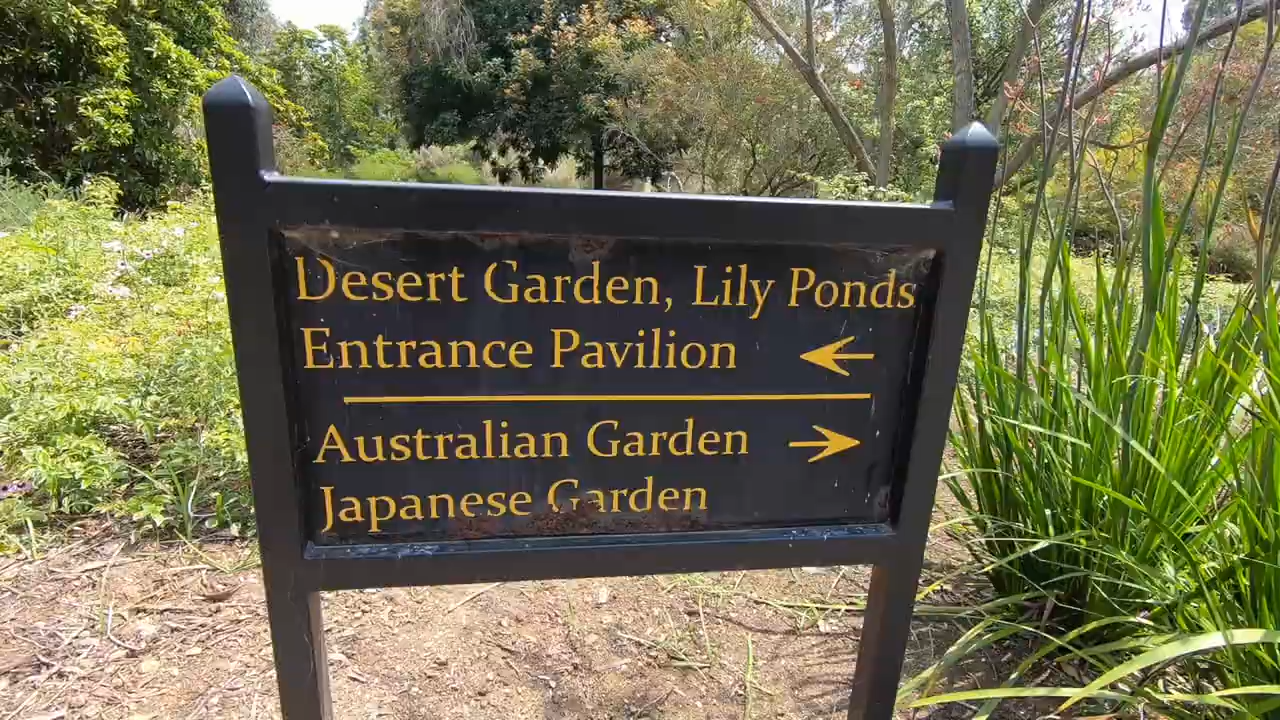 Desert Garden, Lily Ponds
Entrance Pavilion ←
Australian Garden →
Japanese Garden